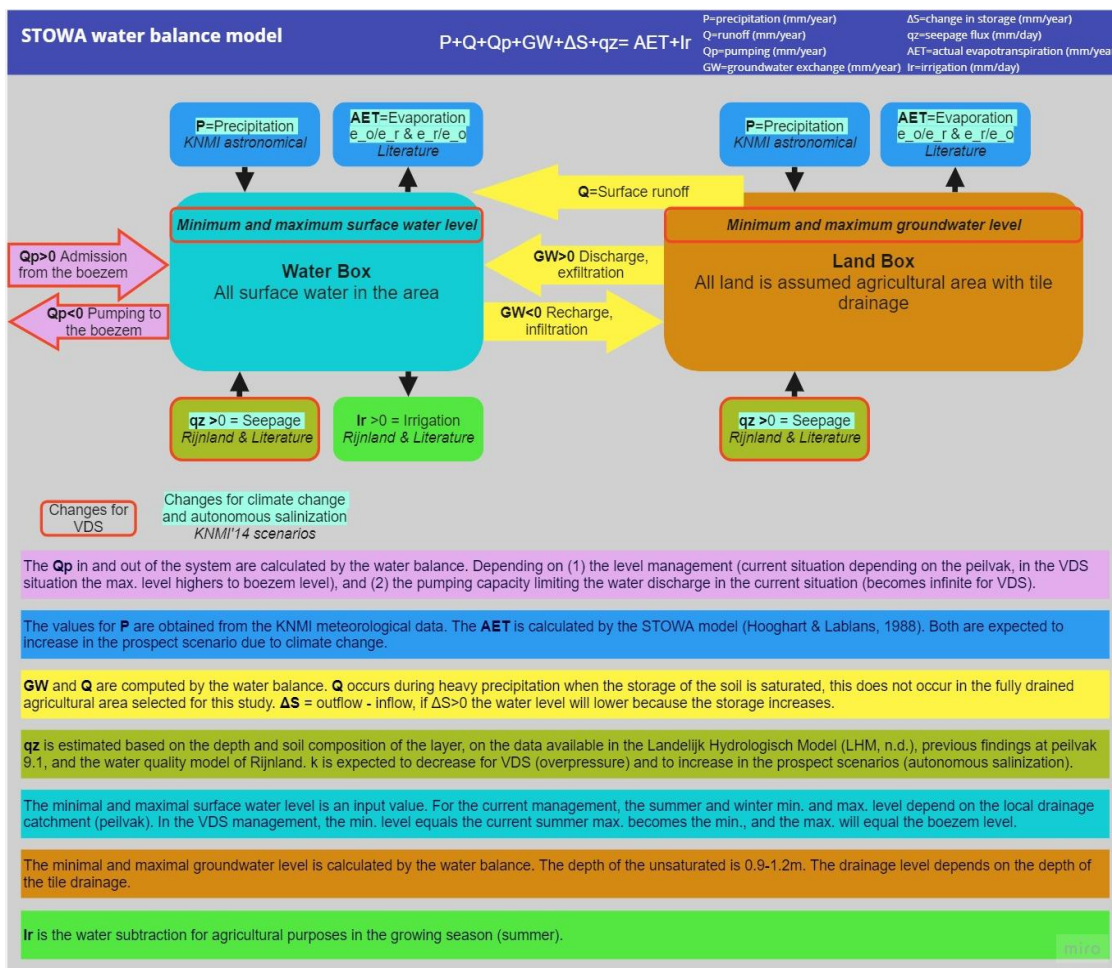 STOWA water balance model
P+Q+Qp+GW+ΔS+qz= AET+Ir
P=precipitation (mm/year)
Q=runoff (mm/year)
Qp=pumping (mm/year)
GW=groundwater exchange (mm/year)
ΔS=change in storage (mm/year)
qz=seepage flux (mm/day)
AET=actual evapotranspiration (mm/year
Ir=irrigation (mm/day)
P=Precipitation
KNMI astronomical
AET=Evaporation
e_o/e_r & e_r/e_o
Literature
P=Precipitation
KNMI astronomical
AET=Evaporation
e_o/e_r & e_r/e_o
Literature
Q=Surface runoff
Minimum and maximum surface water level
Minimum and maximum groundwater level
Qp>0 Admission
from the boezem
Water Box
All surface water in the area
GW>0 Discharge,
exfiltration
Land Box
All land is assumed agricultural area with tile
drainage
Qp<0 Pumping to
the boezem
GW<0 Recharge,
infiltration
qz >0 = Seepage
Rijnland & Literature
Ir >0 = Irrigation
Rijnland & Literature
qz >0 = Seepage
Rijnland & Literature
Changes for
VDS
Changes for climate change
and autonomous salinization
KNMI'14 scenarios
The Qp in and out of the system are calculated by the water balance. Depending on (1) the level management (current situation depending on the peilvak, in the VDS
situation the max. level highers to boezem level), and (2) the pumping capacity limiting the water discharge in the current situation (becomes infinite for VDS).
The values for P are obtained from the KNMI meteorological data. The AET is calculated by the STOWA model (Hooghart & Lablans, 1988). Both are expected to
increase in the prospect scenario due to climate change.
GW and Q are computed by the water balance. Q occurs during heavy precipitation when the storage of the soil is saturated, this does not occur in the fully drained
agricultural area selected for this study. ΔS = outflow - inflow, if ΔS>0 the water level will lower because the storage increases.
qz is estimated based on the depth and soil composition of the layer, on the data available in the Landelijk Hydrologisch Model (LHM, n.d.), previous findings at peilvak
9.1, and the water quality model of Rijnland. k is expected to decrease for VDS (overpressure) and to increase in the prospect scenarios (autonomous salinization).
The minimal and maximal surface water level is an input value. For the current management, the summer and winter min. and max. level depend on the local drainage
catchment (peilvak). In the VDS management, the min. level equals the current summer max. becomes the min., and the max. will equal the boezem level.
The minimal and maximal groundwater level is calculated by the water balance. The depth of the unsaturated is 0.9-1.2m. The drainage level depends on the depth of
the tile drainage.
Ir is the water subtraction for agricultural purposes in the growing season (summer).
miro